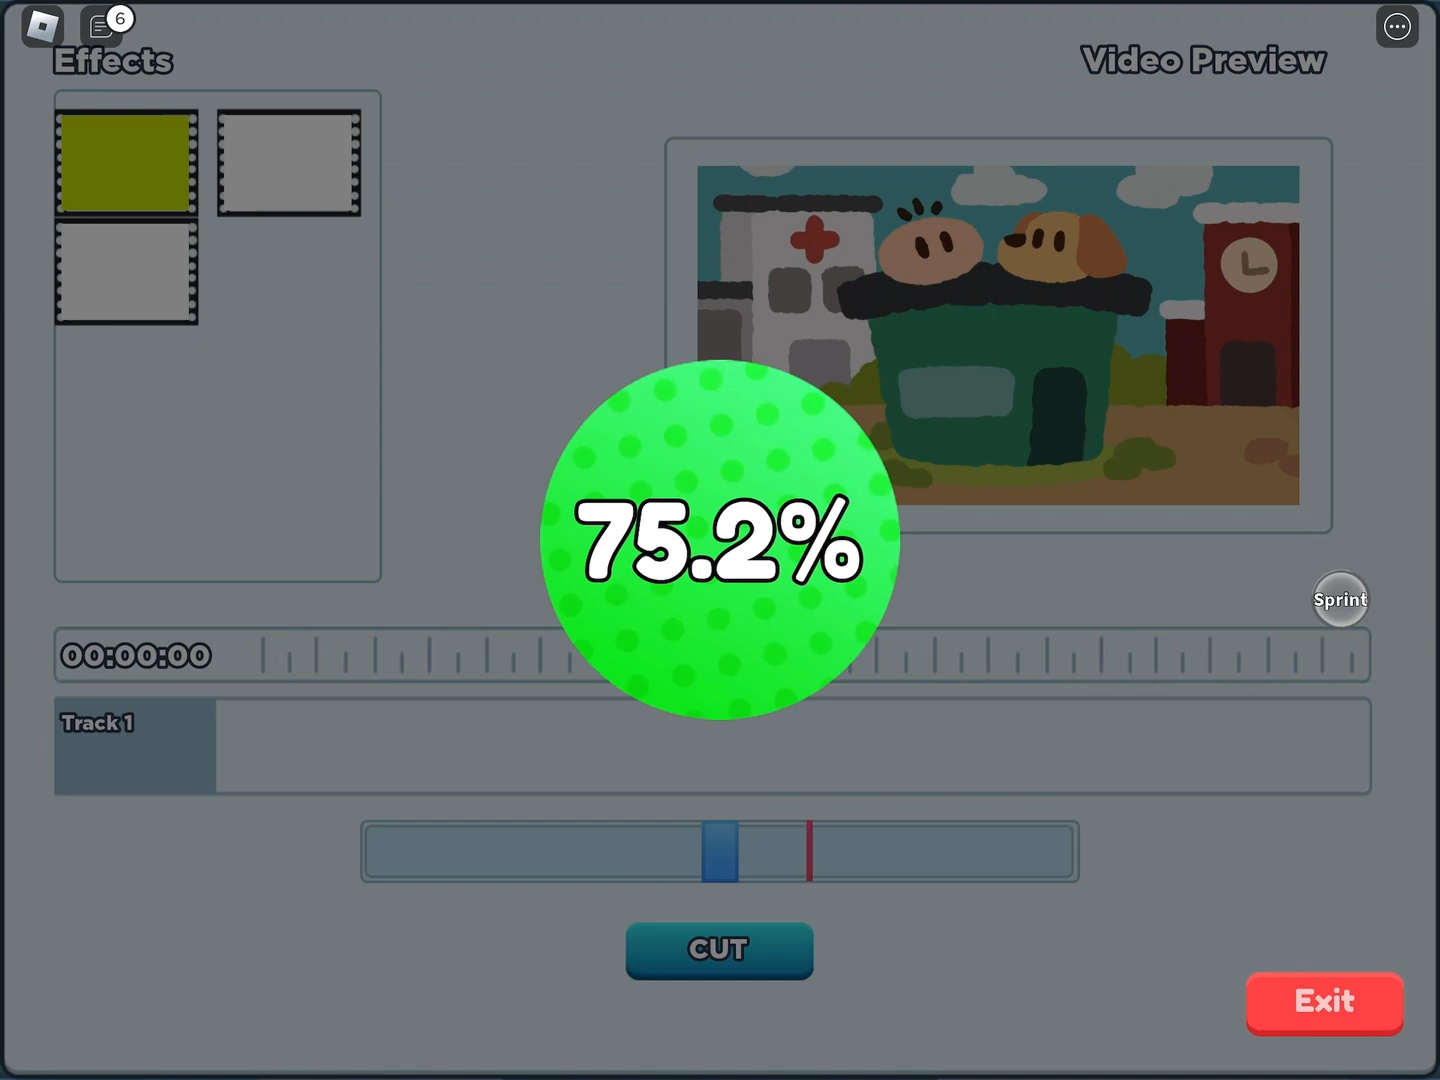 6
Effects
Video Preview
75.2%
Sprint
00:00:00
Track 1
CUT
Exit